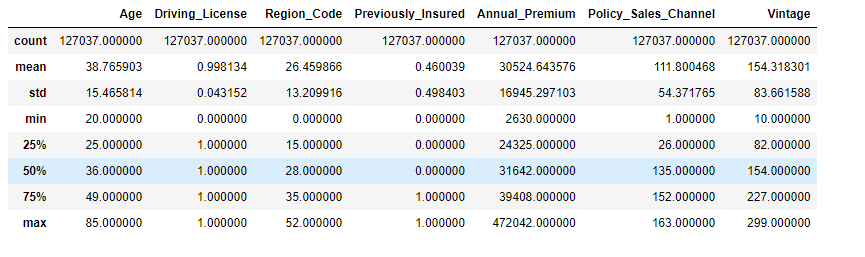 Age Driving_License Region_Code Previously_Insured Annual_Premium Policy_Sales_Channel Vintage
count 127037.000000 127037.000000 127037.000000 127037.000000 127037.000000 127037.000000 127037.000000
mean 38.765903 0.998134 26.459866 0.460039 30524.643576 111.800468 154.318301
std 15.465814 0.043152 13.209916 0.498403 16945.297103 54.371765 83.661588
min 20.000000 0.000000 0.000000 0.000000 2630.000000 1.000000 10.000000
25% 25.000000 1.000000 15.000000 0.000000 24325.000000 26.000000 82.000000
50% 36.000000 1.000000 28.000000 0.000000 31642.000000 135.000000 154.000000
75% 49.000000 1.000000 35.000000 1.000000 39408.000000 152.000000 227.000000
max 85.000000 1.000000 52.000000 1.000000 472042.000000 163.000000 299.000000